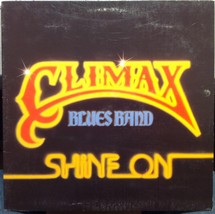 CLIMAX
BLUES BAND
SHINE ON